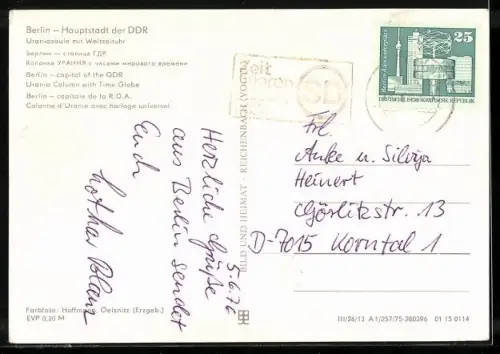 Berlin – Hauptstadt der DDR
Uraniasäule mit Weltzeituhr
Берлин – столица ГДР
Колонна УРАНИЯ с часами мирового времени
Berlin – capital of the GDR
Urania Column with Time Globe
Berlin – capitale de la R.D.A.
Colonne d'Uranie avec horloge universel
5.6.76
Herzliche Grüße
aus Berlin sendet
Euch
Lothar Blanz
Farbfoto: Hoffmann, Oelsnitz (Erzgeb.)
EVP 0,20 M
BILD UND HEIMAT · REICHENBACH (VOGTL)
25
DEUTSCHE DEMOKRATISCHE REPUBLIK
Frl.
Anke u. Silvija
Heinert
Görlitzstr. 13
D-7015 Korntal 1
III/26/13 A 1/257/75-380396 01 15 0114